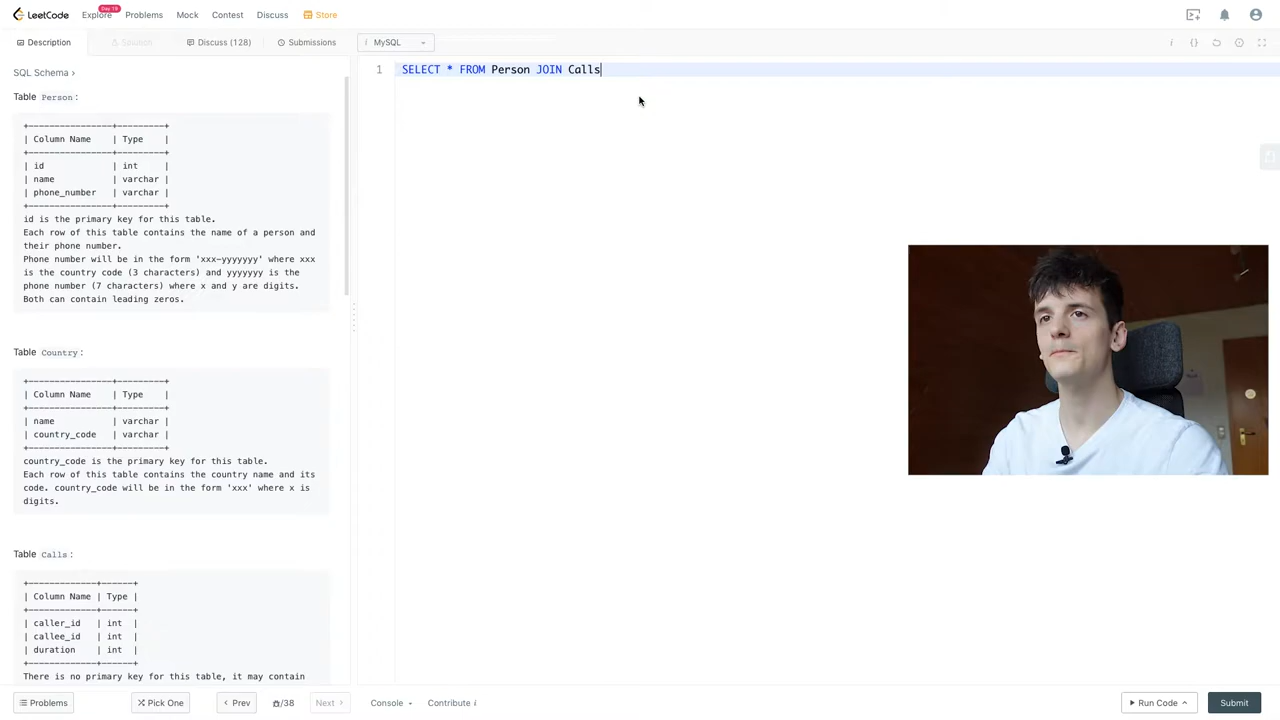 LeetCode
Explore
Day 19
Problems
Mock
Contest
Discuss
Store
Description
Discuss (128)
Submissions
MySQL
SQL Schema
Table Person:
+----------------+---------+
| Column Name | Type |
+----------------+---------+
| id | int |
| name | varchar |
| phone_number | varchar |
+----------------+---------+
id is the primary key for this table.
Each row of this table contains the name of a person and
their phone number.
Phone number will be in the form 'xxx-yyyyyyy' where xxx
is the country code (3 characters) and yyyyyyy is the
phone number (7 characters) where x and y are digits.
Both can contain leading zeros.
Table Country:
+----------------+---------+
| Column Name | Type |
+----------------+---------+
| name | varchar |
| country_code | varchar |
+----------------+---------+
country_code is the primary key for this table.
Each row of this table contains the country name and its
code. country_code will be in the form 'xxx' where x is
digits.
Table Calls:
+-------------+------+
| Column Name | Type |
+-------------+------+
| caller_id | int |
| callee_id | int |
| duration | int |
+-------------+------+
There is no primary key for this table, it may contain
1 SELECT * FROM Person JOIN Calls
Problems
Pick One
Prev
/38
Next
Console
Contribute i
Run Code
Submit